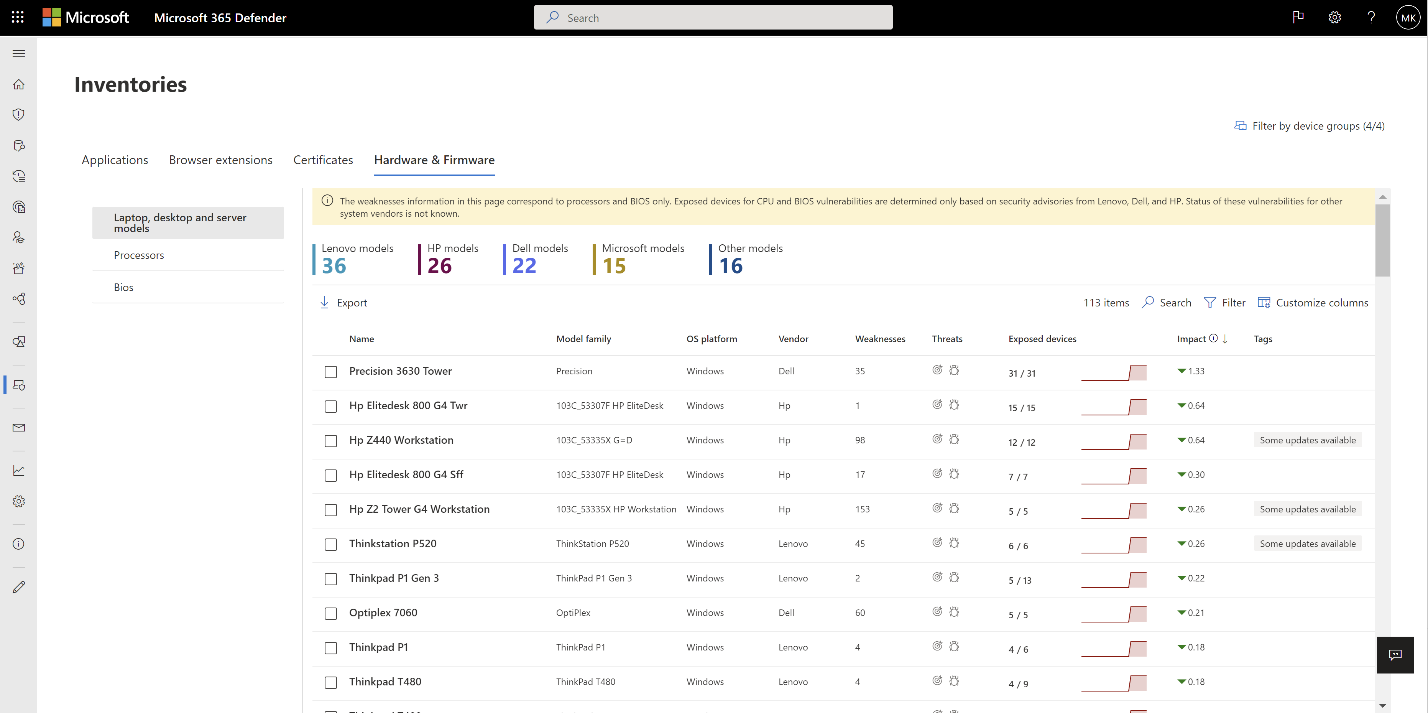 Microsoft Microsoft 365 Defender Search MK
Inventories
Filter by device groups (4/4)
Applications Browser extensions Certificates Hardware & Firmware
Laptop, desktop and server
models
Processors
Bios
The weaknesses information in this page correspond to processors and BIOS only. Exposed devices for CPU and BIOS vulnerabilities are determined only based on security advisories from Lenovo, Dell, and HP. Status of these vulnerabilities for other
system vendors is not known.
Lenovo models HP models Dell models Microsoft models Other models
36 26 22 15 16
Export 113 items Search Filter Customize columns
Name Model family OS platform Vendor Weaknesses Threats Exposed devices Impact ↓ Tags
Precision 3630 Tower Precision Windows Dell 35 31 / 31 1.33
Hp Elitedesk 800 G4 Twr 103C_53307F HP EliteDesk Windows Hp 1 15 / 15 0.64
Hp Z440 Workstation 103C_53335X G=D Windows Hp 98 12 / 12 0.64 Some updates available
Hp Elitedesk 800 G4 Sff 103C_53307F HP EliteDesk Windows Hp 17 7 / 7 0.30
Hp Z2 Tower G4 Workstation 103C_53335X HP Workstation Windows Hp 153 5 / 5 0.26 Some updates available
Thinkstation P520 ThinkStation P520 Windows Lenovo 45 6 / 6 0.26 Some updates available
Thinkpad P1 Gen 3 ThinkPad P1 Gen 3 Windows Lenovo 2 5 / 13 0.22
Optiplex 7060 OptiPlex Windows Dell 60 5 / 5 0.21
Thinkpad P1 ThinkPad P1 Windows Lenovo 4 4 / 6 0.18
Thinkpad T480 ThinkPad T480 Windows Lenovo 4 4 / 9 0.18